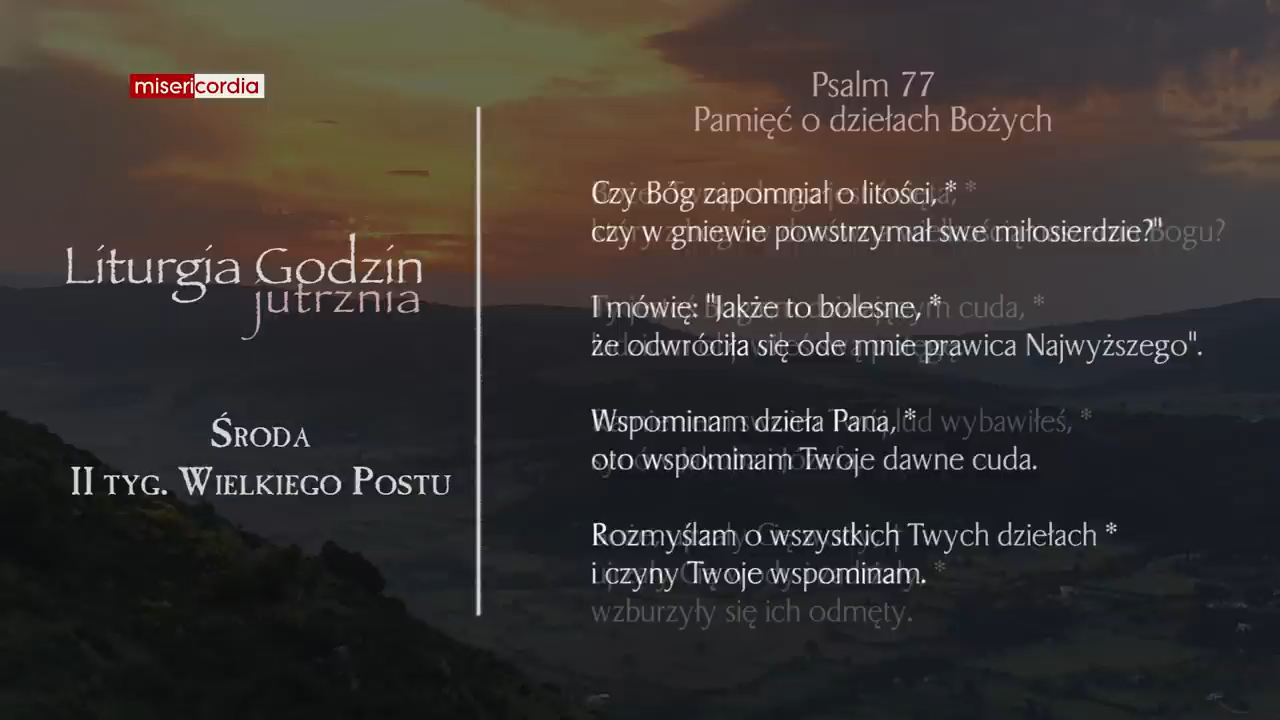 misericordia
Liturgia Godzin
jutrznia
Środa
II tyg. Wielkiego Postu
Psalm 77
Pamięć o dziełach Bożych
Czy Bóg zapomniał o litości, *
czy w gniewie powstrzymał swe miłosierdzie?"
I mówię: "Jakże to bolesne, *
że odwróciła się ode mnie prawica Najwyższego".
Wspominam dzieła Pana, *
oto wspominam Twoje dawne cuda.
Rozmyślam o wszystkich Twych dziełach *
i czyny Twoje wspominam.
wzburzyły się ich odmęty.